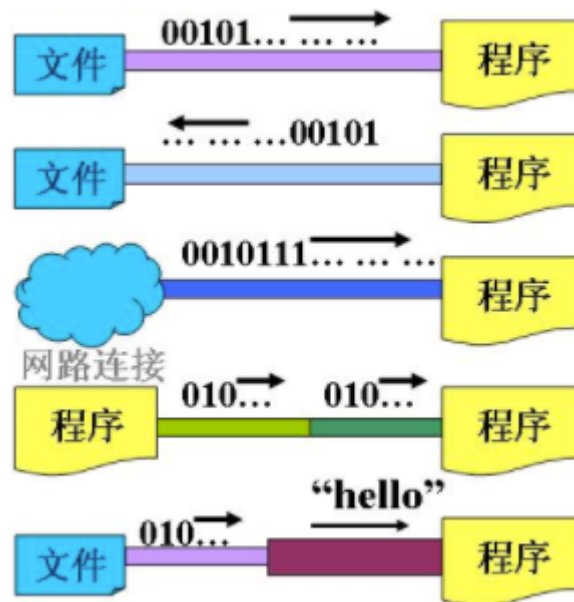 00101... ... ...
文件 程序
... ... ...00101
文件 程序
0010111... ... ...
程序
网路连接
010... 010...
程序 程序
“hello”
010...
文件 程序